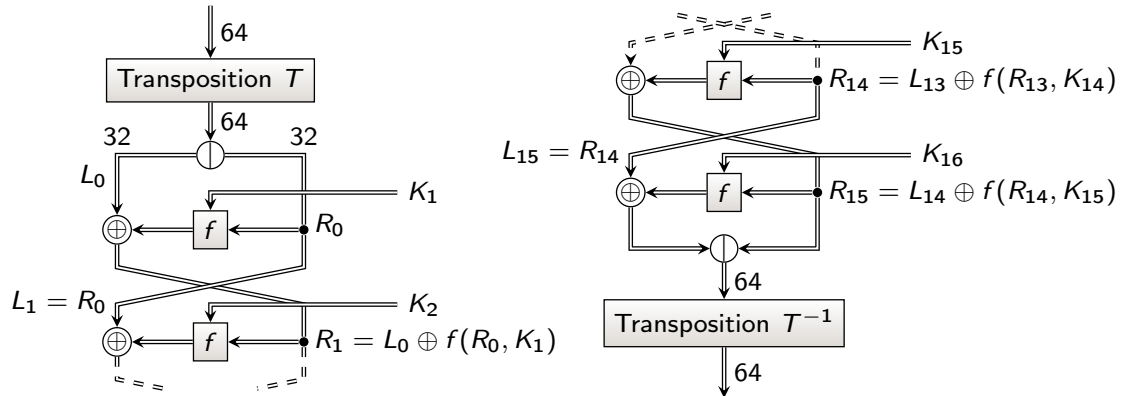 64
Transposition T
64
32 32
L₀
K₁
f
R₀
L₁ = R₀
K₂
f
R₁ = L₀ ⊕ f(R₀, K₁)
K₁₅
f
R₁₄ = L₁₃ ⊕ f(R₁₃, K₁₄)
L₁₅ = R₁₄
K₁₆
f
R₁₅ = L₁₄ ⊕ f(R₁₄, K₁₅)
64
Transposition T⁻¹
64